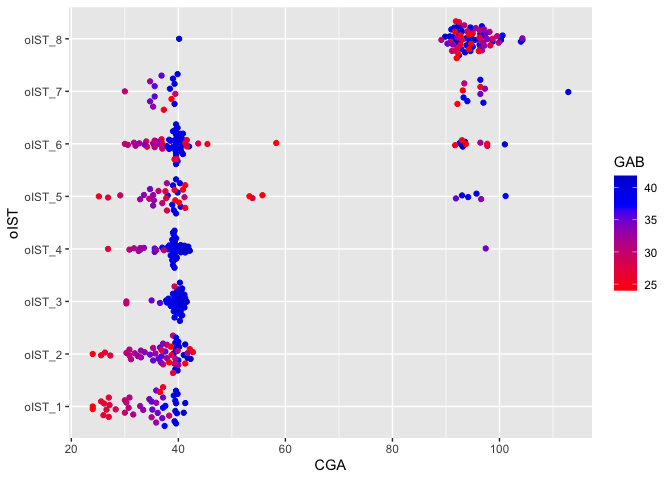 oIST_8
oIST_7
oIST_6
oIST_5
oIST_4
oIST_3
oIST_2
oIST_1
oIST
20
40
60
80
100
CGA
GAB
40
35
30
25